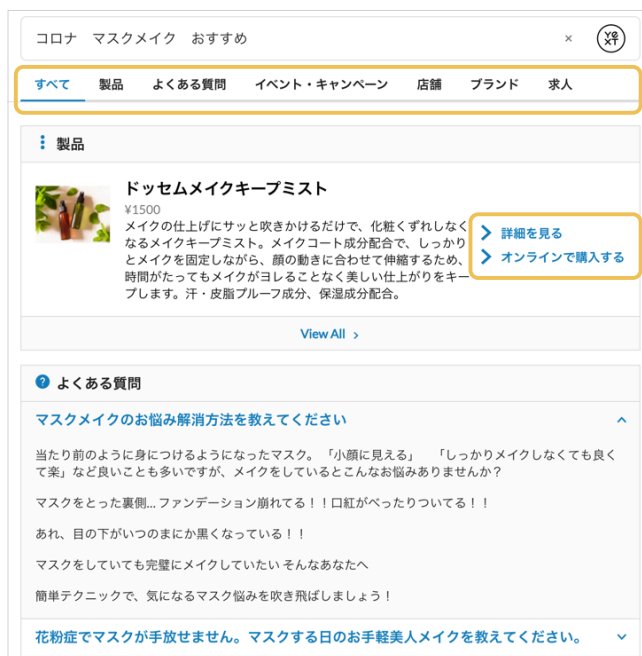 コロナ　マスクメイク　おすすめ × YEXT
すべて 製品 よくある質問 イベント・キャンペーン 店舗 ブランド 求人
製品
ドッセムメイクキープミスト
¥1500
メイクの仕上げにサッと吹きかけるだけで、化粧くずれしなく
なるメイクキープミスト。メイクコート成分配合で、しっかり
とメイクを固定しながら、顔の動きに合わせて伸縮するため、
時間がたってもメイクがヨレることなく美しい仕上がりをキー
プします。汗・皮脂プルーフ成分、保湿成分配合。
詳細を見る
オンラインで購入する
View All
よくある質問
マスクメイクのお悩み解消方法を教えてください
当たり前のように身につけるようになったマスク。「小顔に見える」　「しっかりメイクしなくても良く
て楽」など良いことも多いですが、メイクをしているとこんなお悩みありませんか？
マスクをとった裏側... ファンデーション崩れてる！！口紅がべったりついてる！！
あれ、目の下がいつのまにか黒くなっている！！
マスクをしていても完璧にメイクしていたい そんなあなたへ
簡単テクニックで、気になるマスク悩みを吹き飛ばしましょう！
花粉症でマスクが手放せません。マスクする日のお手軽美人メイクを教えてください。